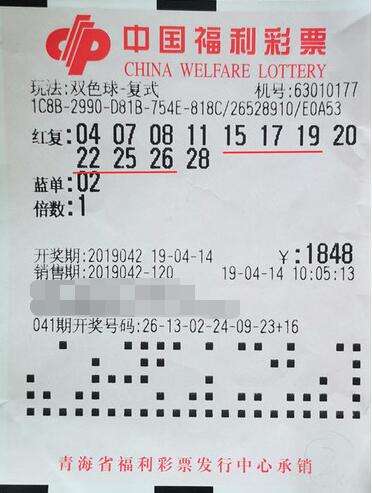 中国福利彩票
CHINA WELFARE LOTTERY
玩法:双色球-复式 机号:63010177
1C8B-2990-D81B-754E-818C/26528910/E0A53
红复:04 07 08 11 15 17 19 20
22 25 26 28
蓝单:02
倍数:1
开奖期:2019042 19-04-14 ¥:1848
销售期:2019042-120 19-04-14 10:05:13
041期开奖号码:26-13-02-24-09-23+16
青海省福利彩票发行中心承销